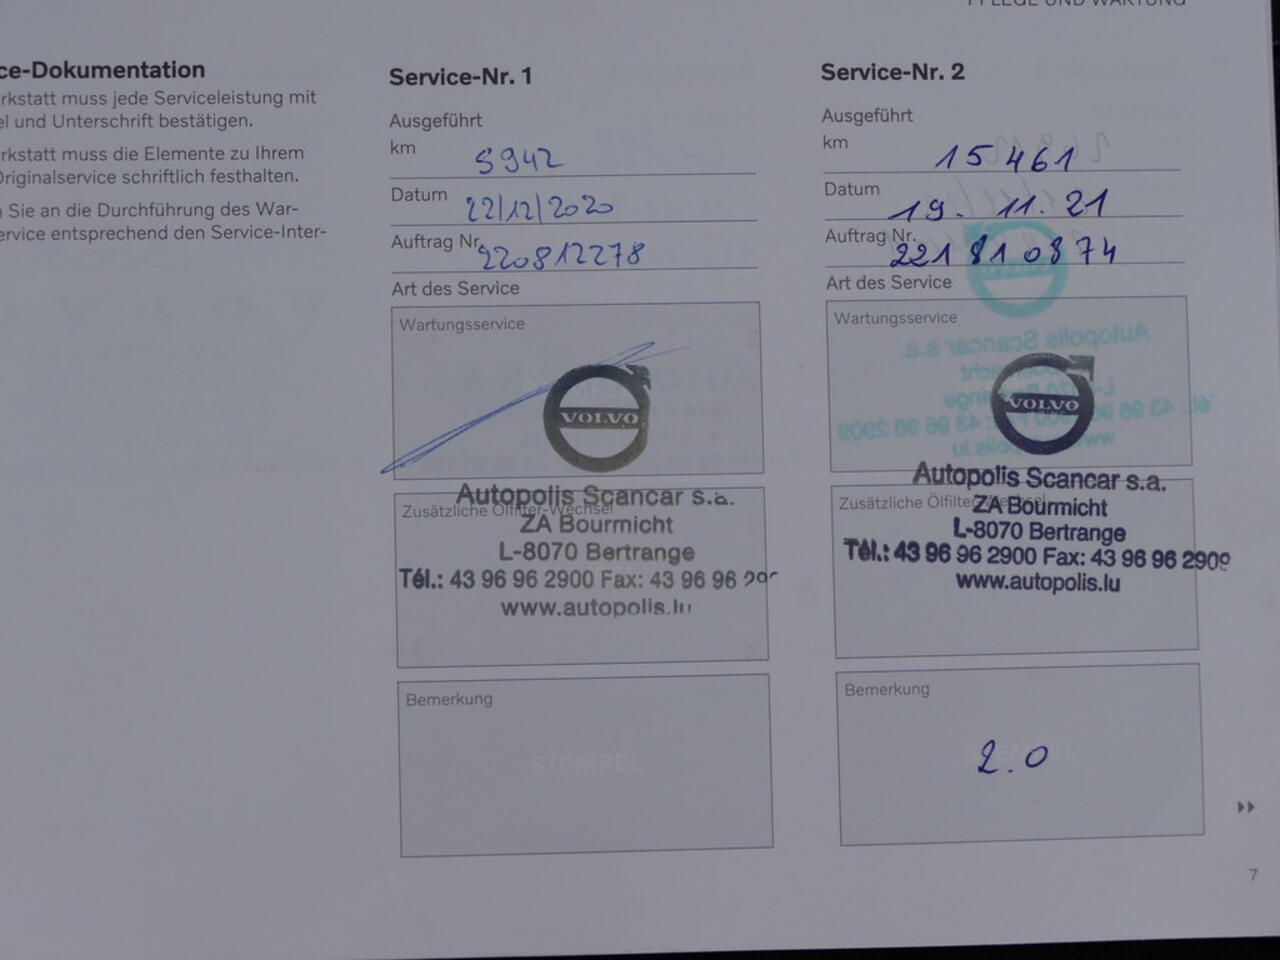 PFLEGE UND WARTUNG
ce-Dokumentation
rkstatt muss jede Serviceleistung mit
el und Unterschrift bestätigen.
rkstatt muss die Elemente zu Ihrem
Originalservice schriftlich festhalten.
Sie an die Durchführung des War-
ervice entsprechend den Service-Inter-
Service-Nr. 1
Ausgeführt
km 5942
Datum 22/12/2020
Auftrag Nr. 220812278
Art des Service
Wartungsservice
VOLVO
Autopolis Scancar s.a.
Zusätzliche Ölfilter-Wechsel
ZA Bourmicht
L-8070 Bertrange
Tél.: 43 96 96 2900 Fax: 43 96 96
www.autopolis.lu
Bemerkung
STEMPEL
Service-Nr. 2
Ausgeführt
km 15461
Datum 19. 11. 21
Auftrag Nr. 221810874
Art des Service
Wartungsservice
VOLVO
Autopolis Scancar s.a.
Zusätzliche Ölfilter-Wechsel
ZA Bourmicht
L-8070 Bertrange
Tél.: 43 96 96 2900 Fax: 43 96 96 2909
www.autopolis.lu
Bemerkung
STEMPEL
2.0
7